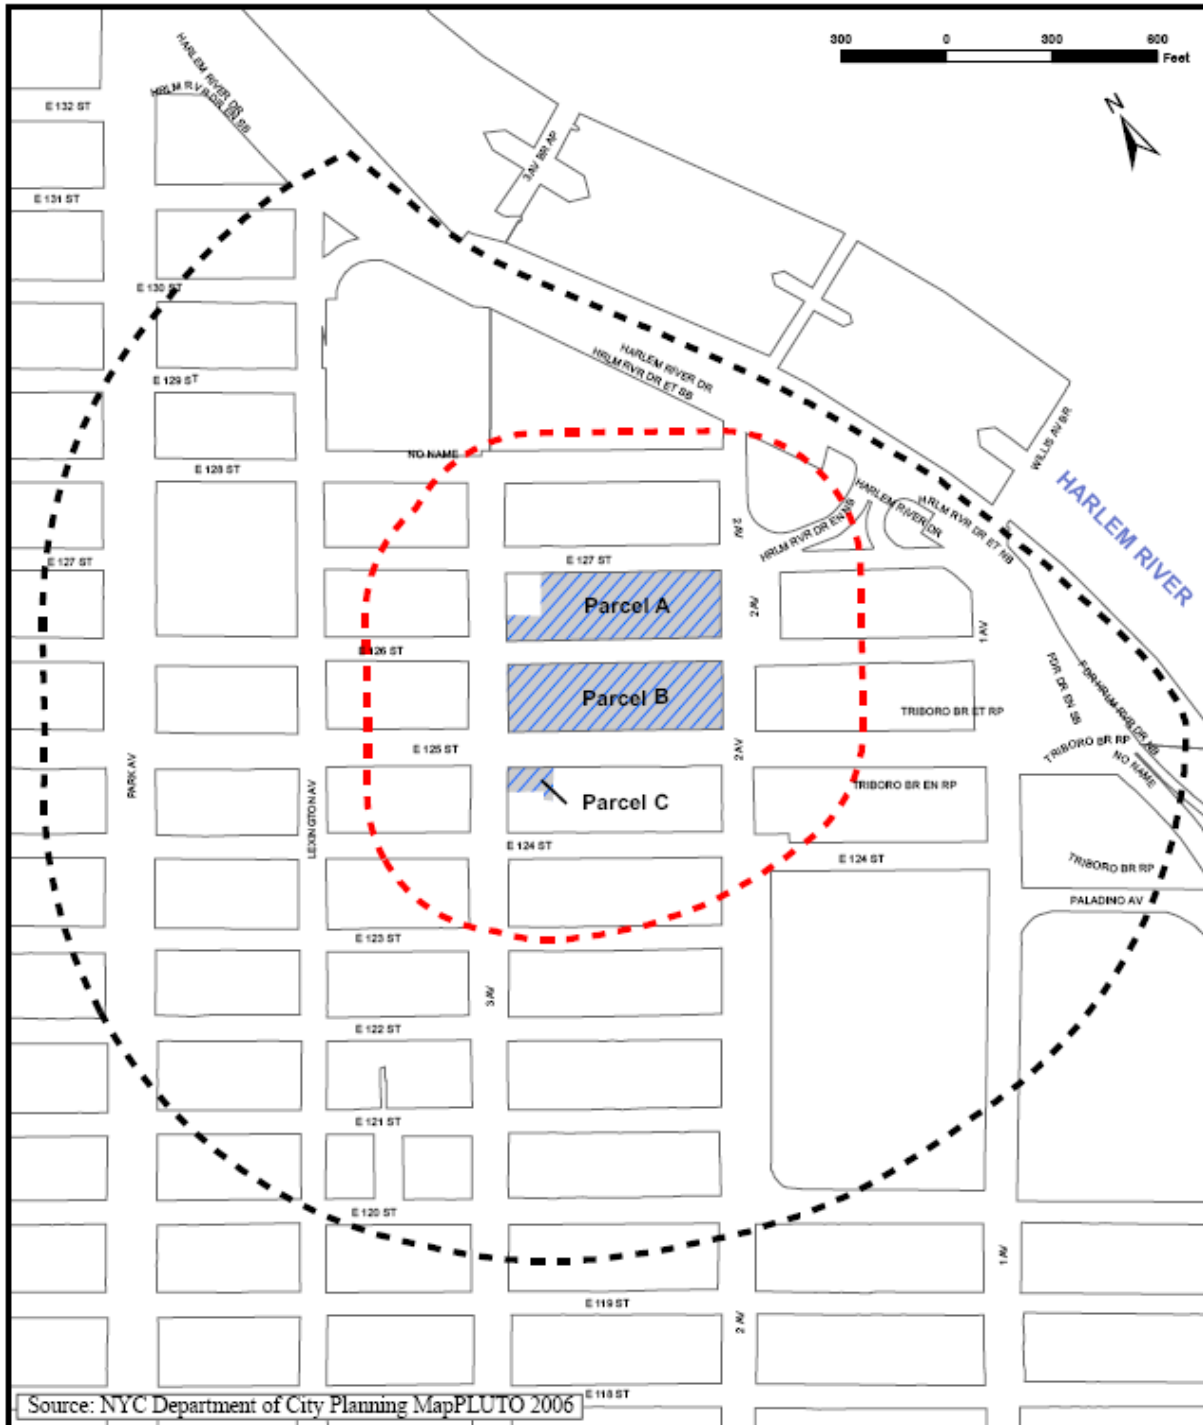 300 0 300 600
Feet
N
HARLEM RIVER DR
HRLM RVR DR EN SB
E 132 ST
3 AV BR AP
E 131 ST
E 130 ST
HARLEM RIVER DR
HRLM RVR DR ET SB
E 129 ST
WILLIS AV BR
HARLEM RIVER
NO NAME
E 128 ST
HARLEM RIVER DR
HRLM RVR DR ET NB
HRLM RVR DR EN NB
2 AV
E 127 ST
E 127 ST
Parcel A
2 AV
1 AV
E 126 ST
FDR DR EN SB
FDR HRLM RVR DR NB
Parcel B
TRIBORO BR ET RP
E 125 ST
2 AV
TRIBORO BR RP
NO NAME
PARK AV
LEXINGTON AV
TRIBORO BR EN RP
Parcel C
E 124 ST
E 124 ST
TRIBORO BR RP
PALADINO AV
E 123 ST
3 AV
E 122 ST
E 121 ST
E 120 ST
1 AV
E 119 ST
2 AV
E 118 ST
Source: NYC Department of City Planning MapPLUTO 2006